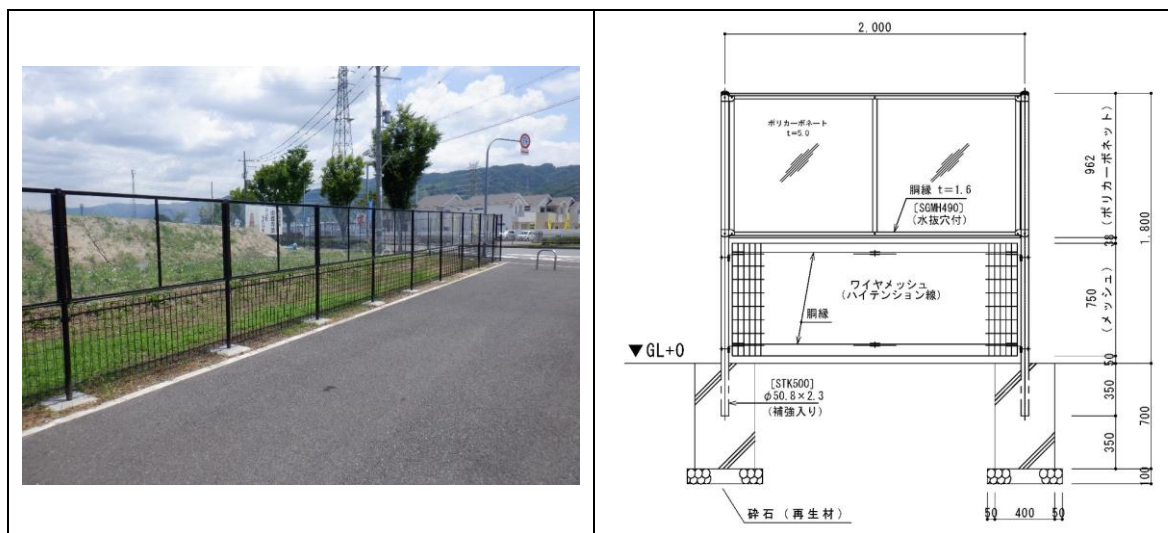 2,000
ポリカーボネート
t=5.0
胴縁 t=1.6
[SGMH490]
(水抜穴付)
ワイヤメッシュ
(ハイテンション線)
胴縁
▼GL+0
[STK500]
φ50.8×2.3
(補強入り)
砕石(再生材)
50 400 50
962
(ポリカーボネット)
38
750
(メッシュ)
50
350
350
1,800
700
100